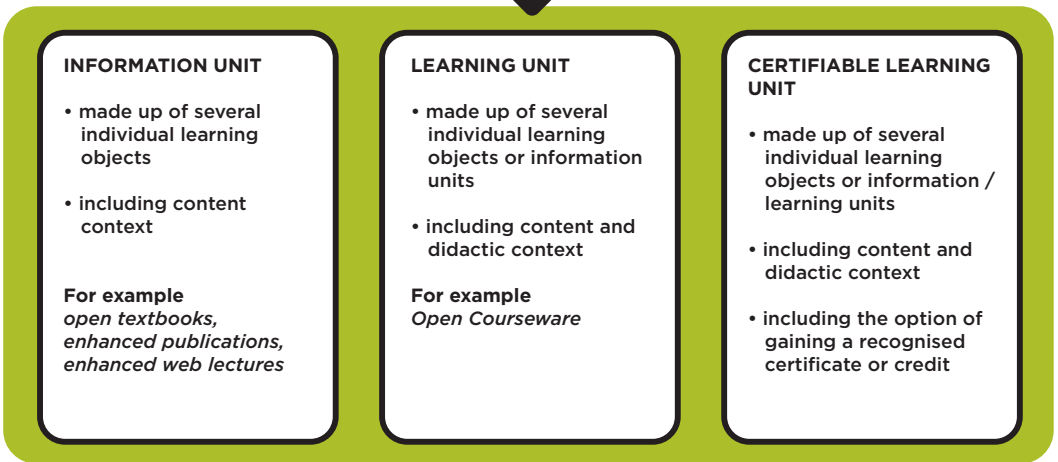 INFORMATION UNIT
• made up of several
individual learning
objects
• including content
context
For example
open textbooks,
enhanced publications,
enhanced web lectures
LEARNING UNIT
• made up of several
individual learning
objects or information
units
• including content and
didactic context
For example
Open Courseware
CERTIFIABLE LEARNING
UNIT
• made up of several
individual learning
objects or information /
learning units
• including content and
didactic context
• including the option of
gaining a recognised
certificate or credit